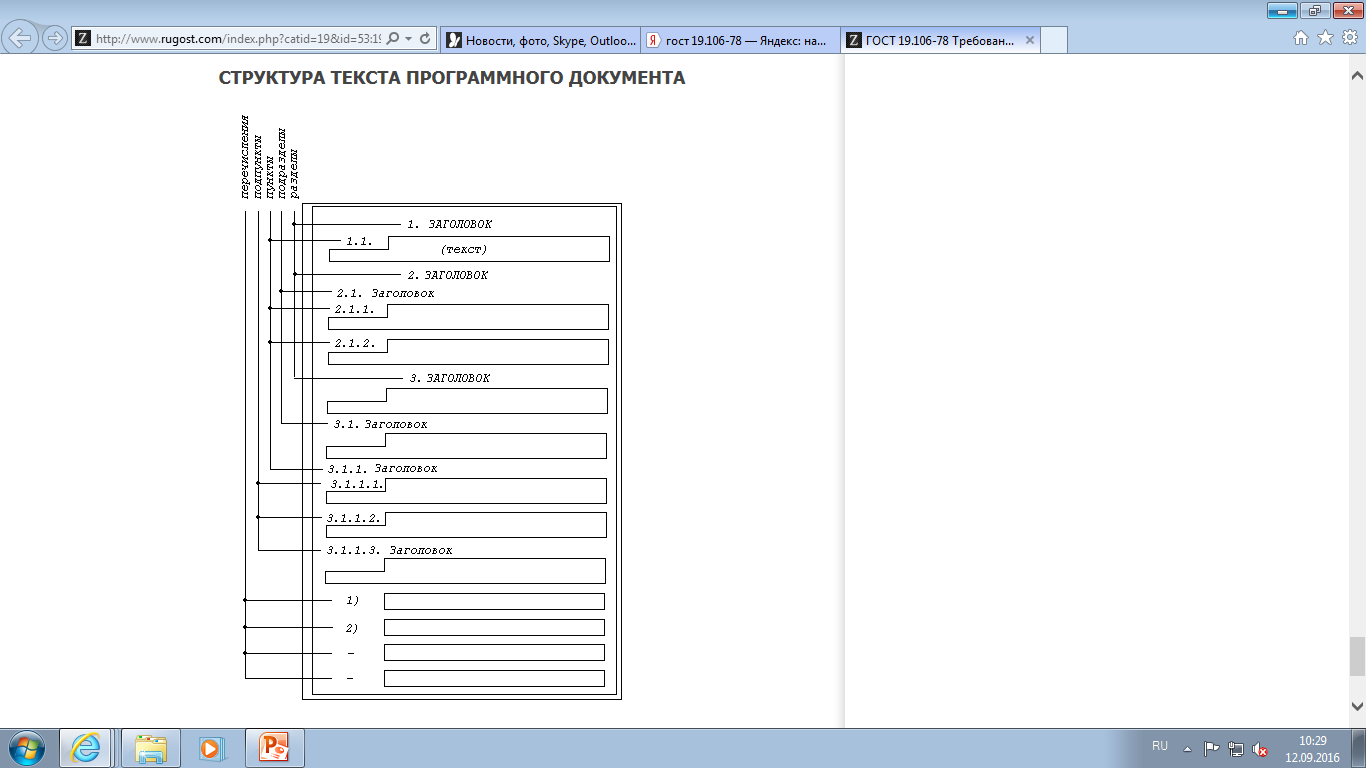 http://www.rugost.com/index.php?catid=19&id=53:19
Новости, фото, Skype, Outloo...
гост 19.106-78 — Яндекс: на...
ГОСТ 19.106-78 Требован...
СТРУКТУРА ТЕКСТА ПРОГРАММНОГО ДОКУМЕНТА
перечисления
подпункты
пункты
подразделы
разделы
1. ЗАГОЛОВОК
1.1.
(текст)
2. ЗАГОЛОВОК
2.1. Заголовок
2.1.1.
2.1.2.
3. ЗАГОЛОВОК
3.1. Заголовок
3.1.1. Заголовок
3.1.1.1.
3.1.1.2.
3.1.1.3. Заголовок
1)
2)
–
–
RU
10:29
12.09.2016